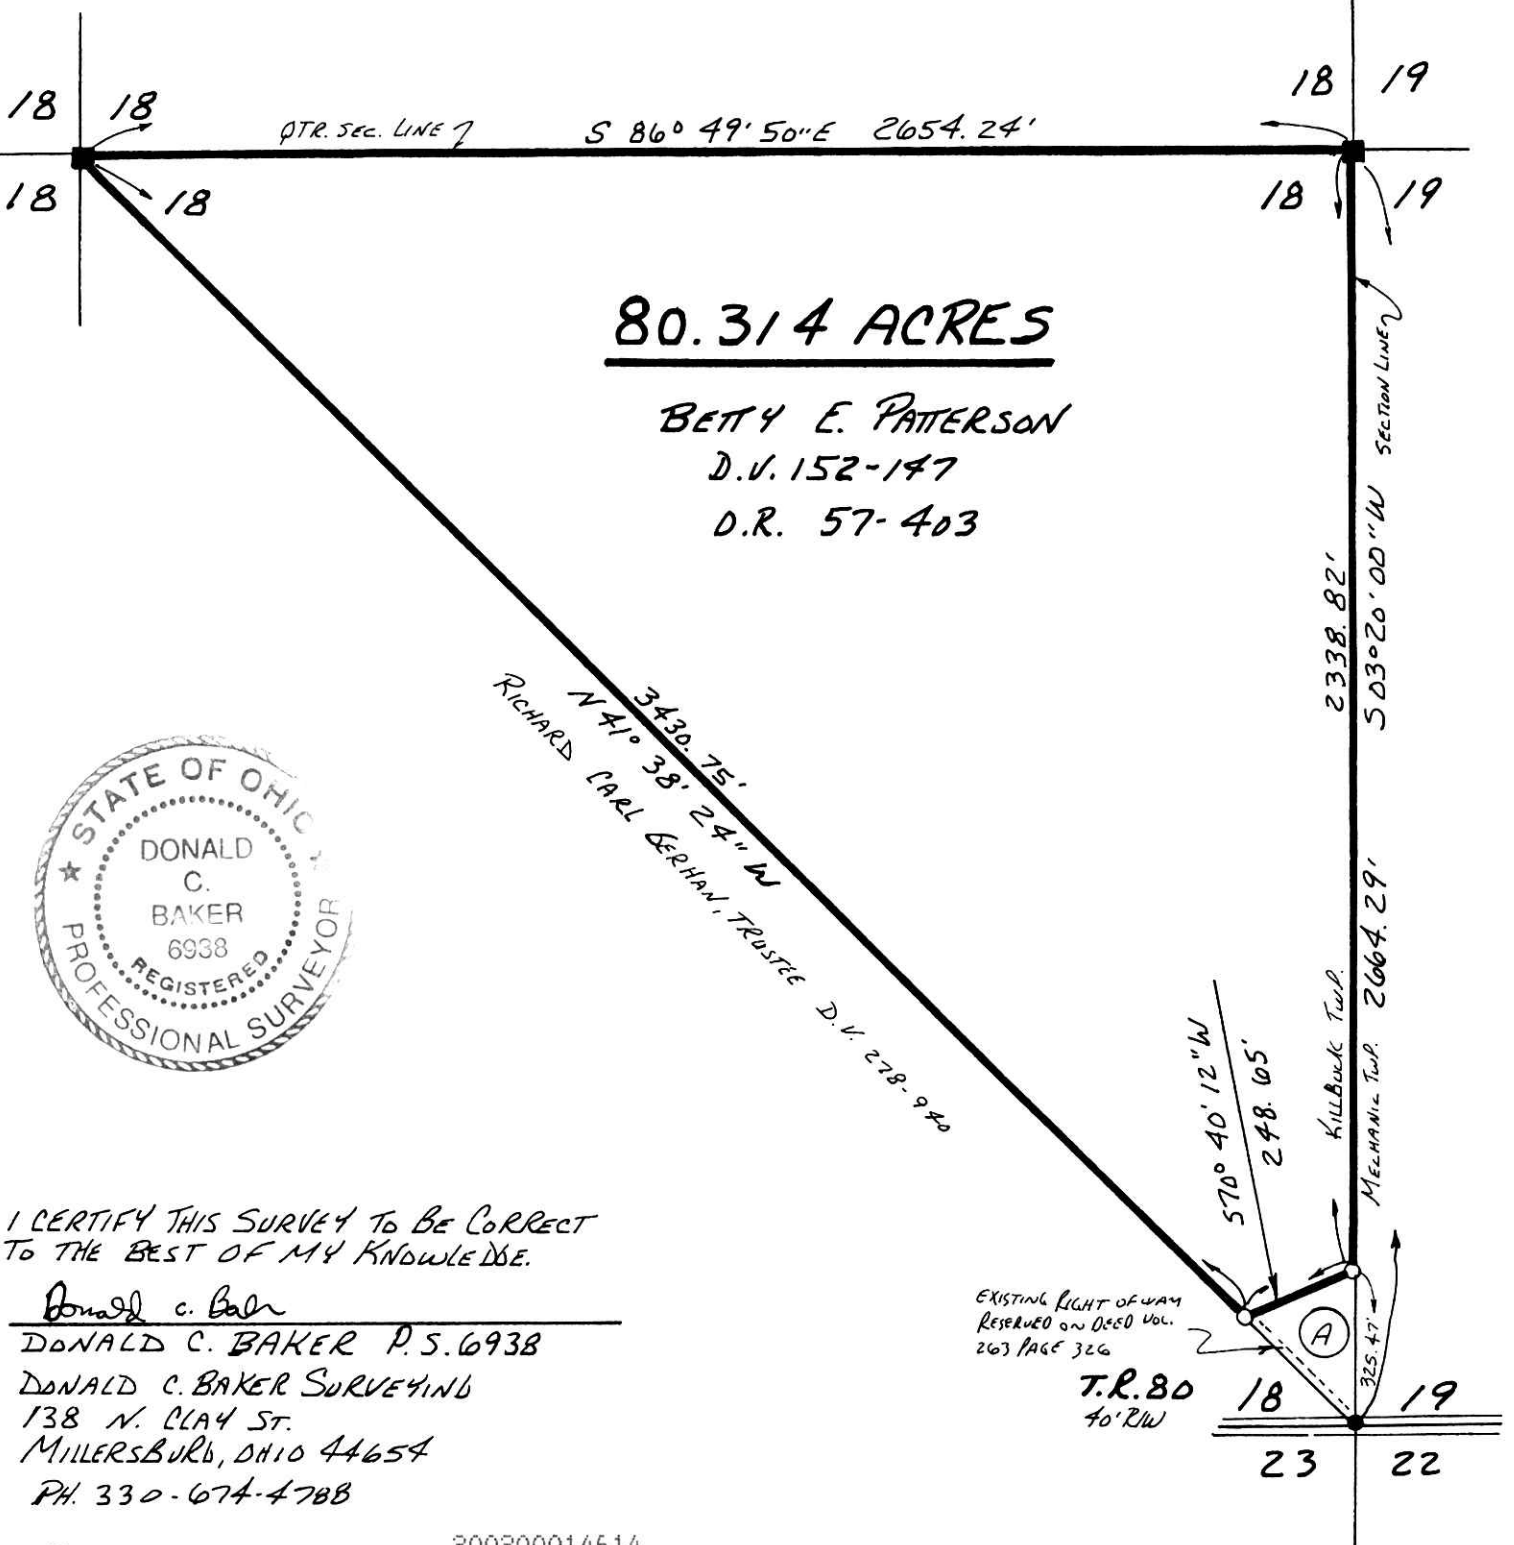 18 18 18 19
QTR. SEC. LINE S 86° 49' 50" E 2654.24'
18 18 18 19
80.314 ACRES
BETTY E. PATTERSON
D.V. 152-147
O.R. 57-403
SECTION LINE
2338.82'
S 03° 20' 00" W
3430.75'
N 41° 38' 24" W
RICHARD CARL GERHAN, TRUSTEE D.V. 278-940
STATE OF OHIO
DONALD
C.
BAKER
6938
REGISTERED
PROFESSIONAL SURVEYOR
KILLBUCK TWP.
MECHANIC TWP. 2664.29'
S70° 40' 12" W
248.65'
I CERTIFY THIS SURVEY TO BE CORRECT
TO THE BEST OF MY KNOWLEDGE.
Donald C. Baker
DONALD C. BAKER P.S. 6938
DONALD C. BAKER SURVEYING
138 N. CLAY ST.
MILLERSBURG, OHIO 44654
PH. 330-674-4788
EXISTING RIGHT OF WAY
RESERVED ON DEED VOL.
263 PAGE 326
A
325.47'
T.R. 80
40' R/W
18 19
23 22